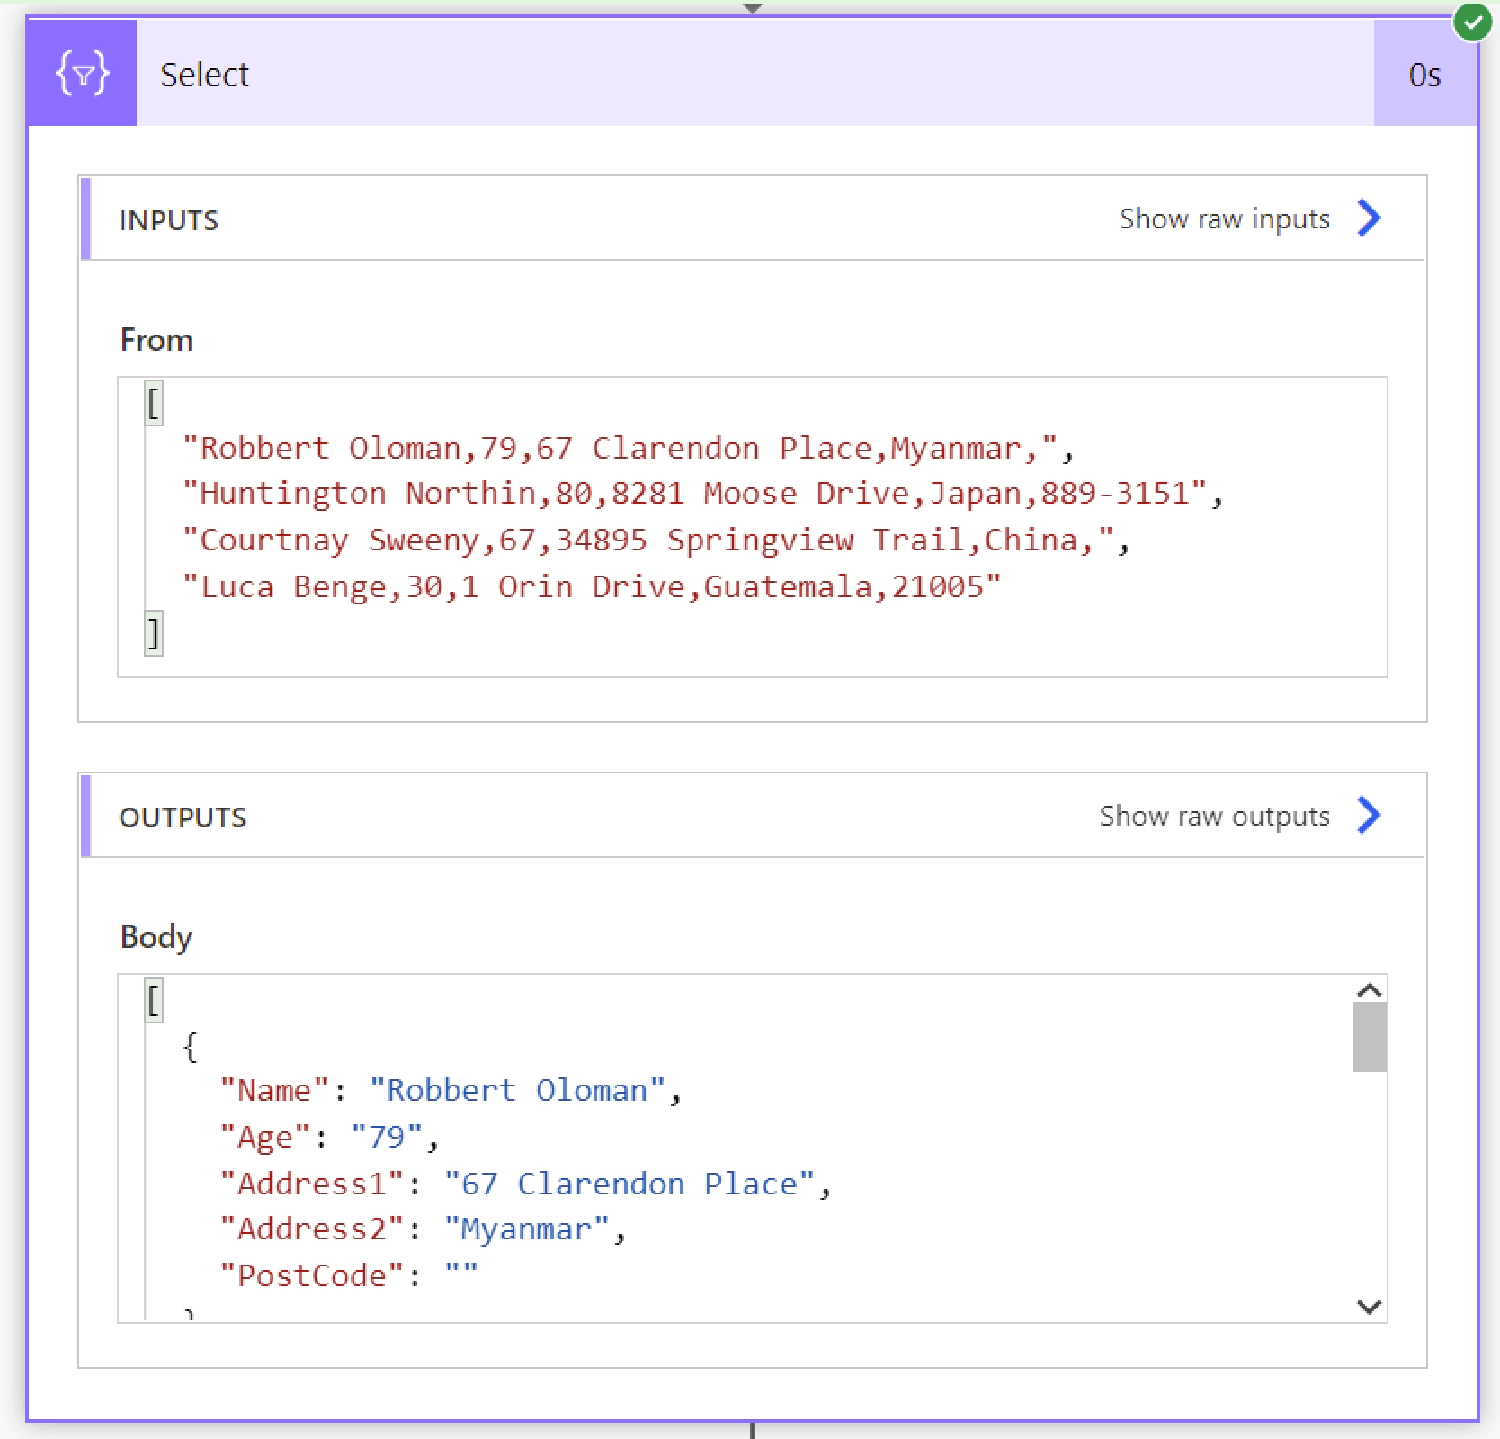 Select
0s
INPUTS
Show raw inputs
From
[
"Robbert Oloman,79,67 Clarendon Place,Myanmar,",
"Huntington Northin,80,8281 Moose Drive,Japan,889-3151",
"Courtnay Sweeny,67,34895 Springview Trail,China,",
"Luca Benge,30,1 Orin Drive,Guatemala,21005"
]
OUTPUTS
Show raw outputs
Body
[
{
"Name": "Robbert Oloman",
"Age": "79",
"Address1": "67 Clarendon Place",
"Address2": "Myanmar",
"PostCode": ""
}